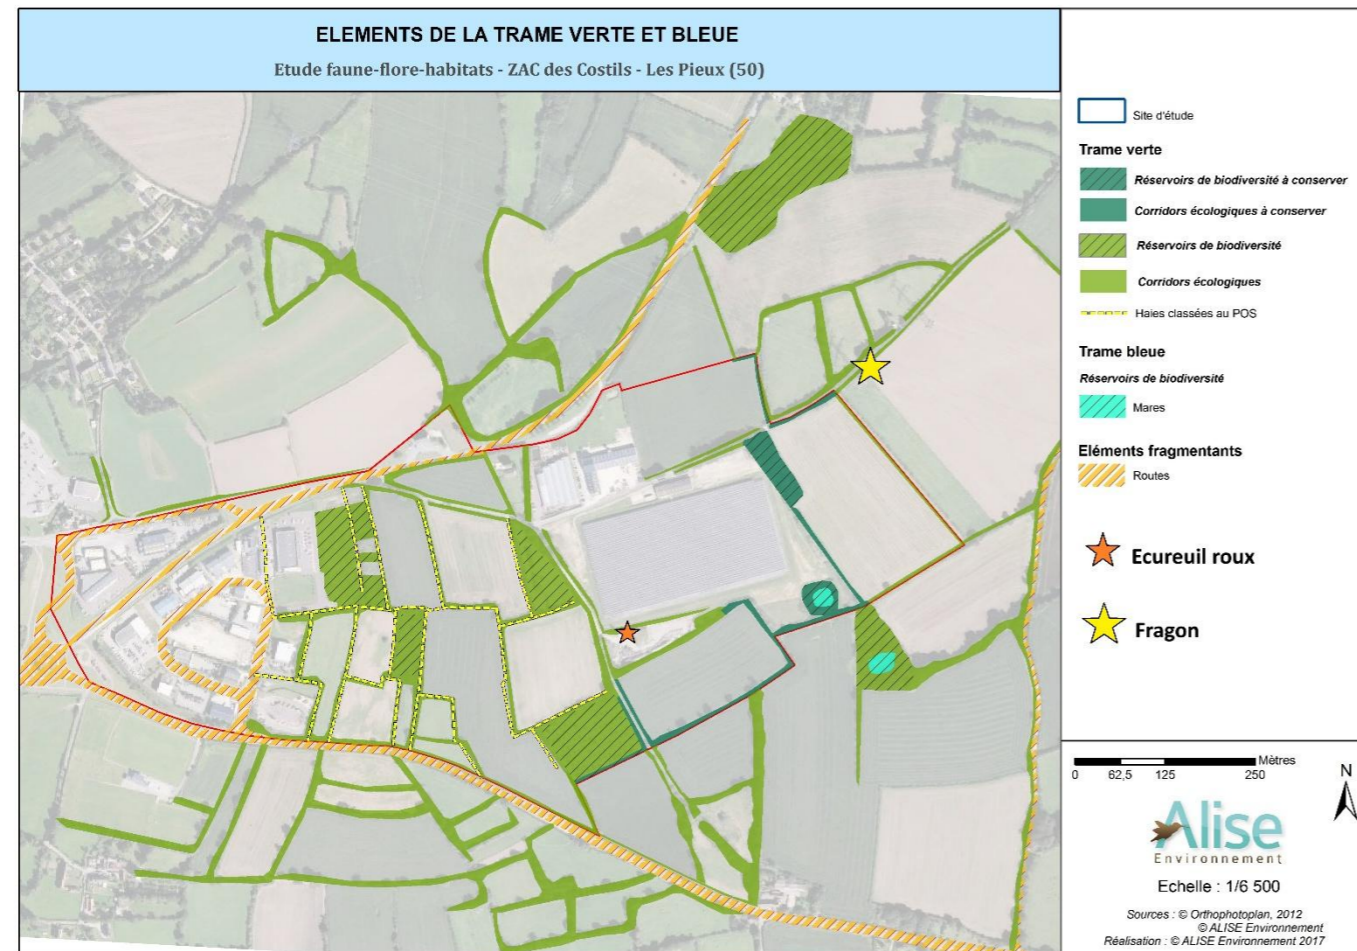 ELEMENTS DE LA TRAME VERTE ET BLEUE
Etude faune-flore-habitats - ZAC des Costils - Les Pieux (50)
Site d'étude
Trame verte
Réservoirs de biodiversité à conserver
Corridors écologiques à conserver
Réservoirs de biodiversité
Corridors écologiques
Haies classées au POS
Trame bleue
Réservoirs de biodiversité
Mares
Eléments fragmentants
Routes
Ecureuil roux
Fragon
Mètres
0 62,5 125 250
N
Alise
Environnement
Echelle : 1/6 500
Sources : © Orthophotoplan, 2012
© ALISE Environnement
Réalisation : © ALISE Environnement 2017